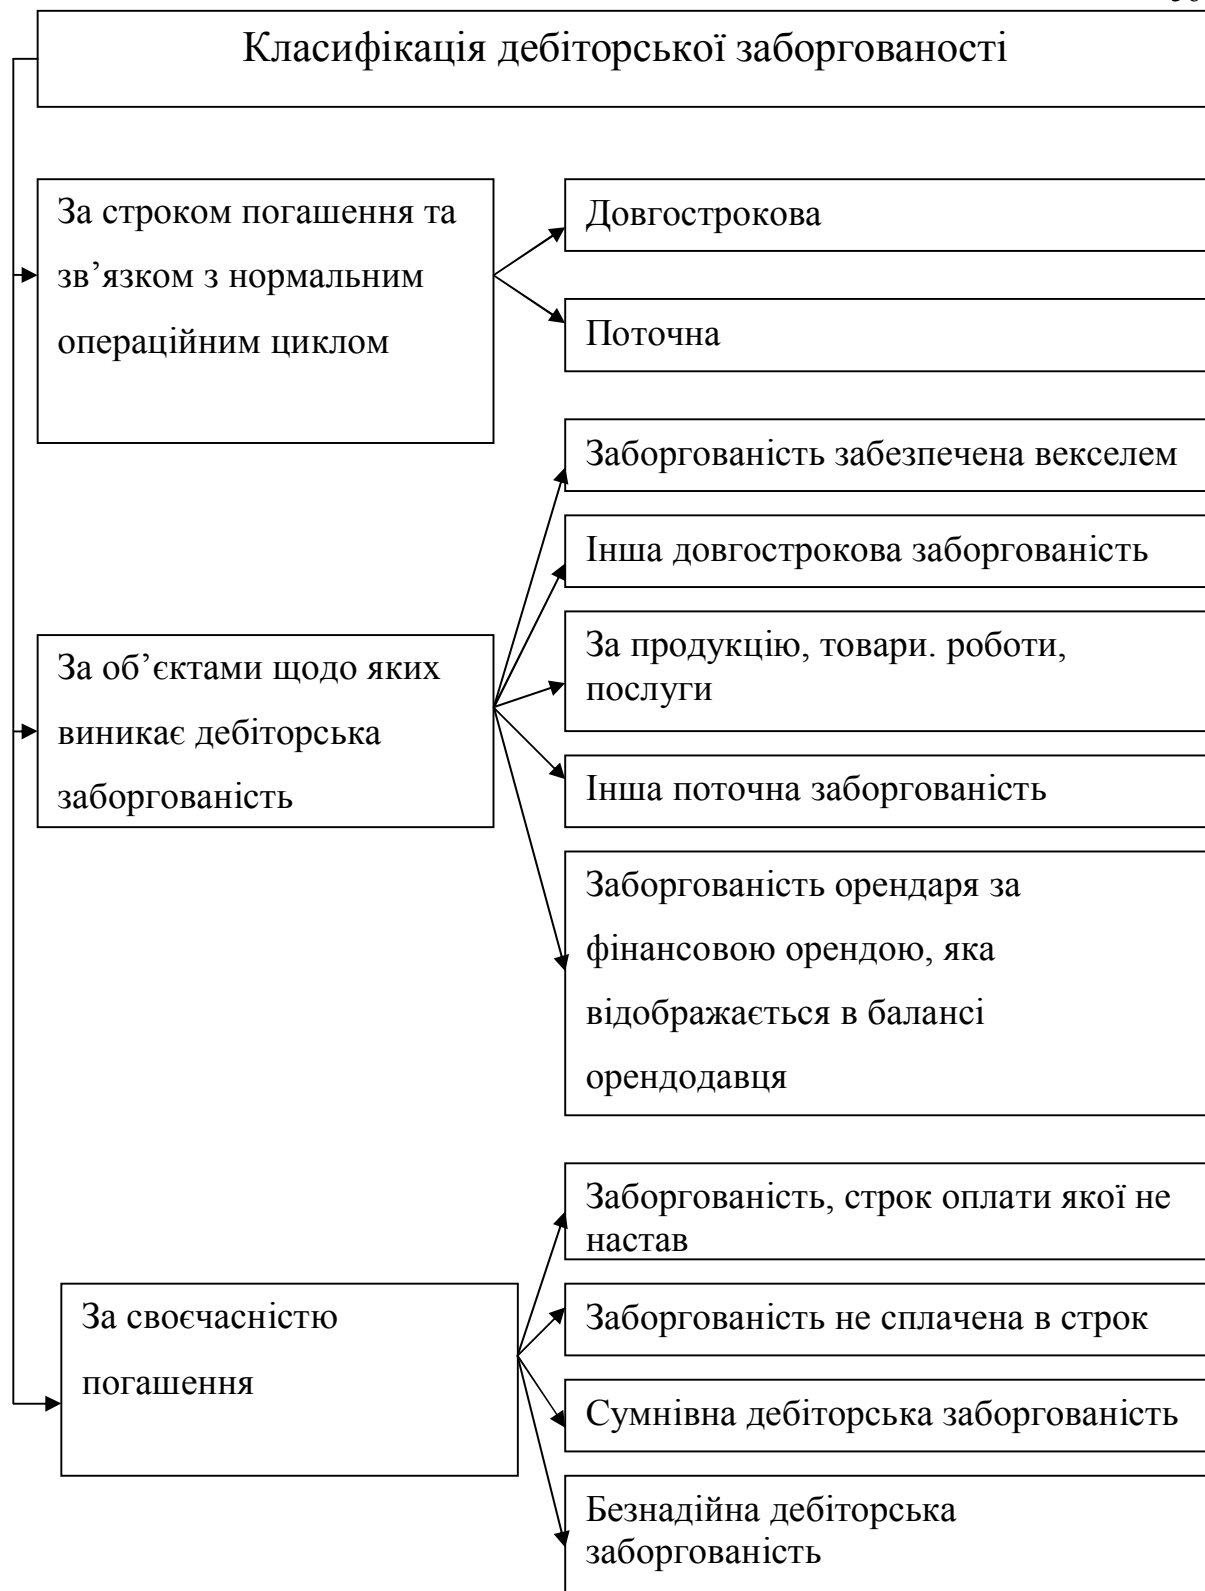 Класифікація дебіторської заборгованості
За строком погашення та
зв’язком з нормальним
операційним циклом
Довгострокова
Поточна
За об’єктами щодо яких
виникає дебіторська
заборгованість
Заборгованість забезпечена векселем
Інша довгострокова заборгованість
За продукцію, товари. роботи,
послуги
Інша поточна заборгованість
Заборгованість орендаря за
фінансовою орендою, яка
відображається в балансі
орендодавця
За своєчасністю
погашення
Заборгованість, строк оплати якої не
настав
Заборгованість не сплачена в строк
Сумнівна дебіторська заборгованість
Безнадійна дебіторська
заборгованість